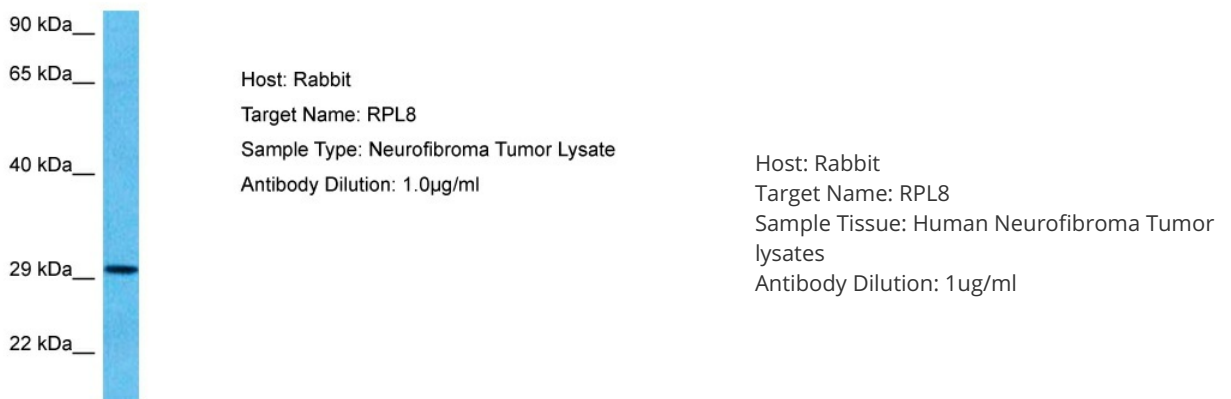 90 kDa__
65 kDa__
40 kDa__
29 kDa__
22 kDa__
Host: Rabbit
Target Name: RPL8
Sample Type: Neurofibroma Tumor Lysate
Antibody Dilution: 1.0µg/ml
Host: Rabbit
Target Name: RPL8
Sample Tissue: Human Neurofibroma Tumor
lysates
Antibody Dilution: 1ug/ml